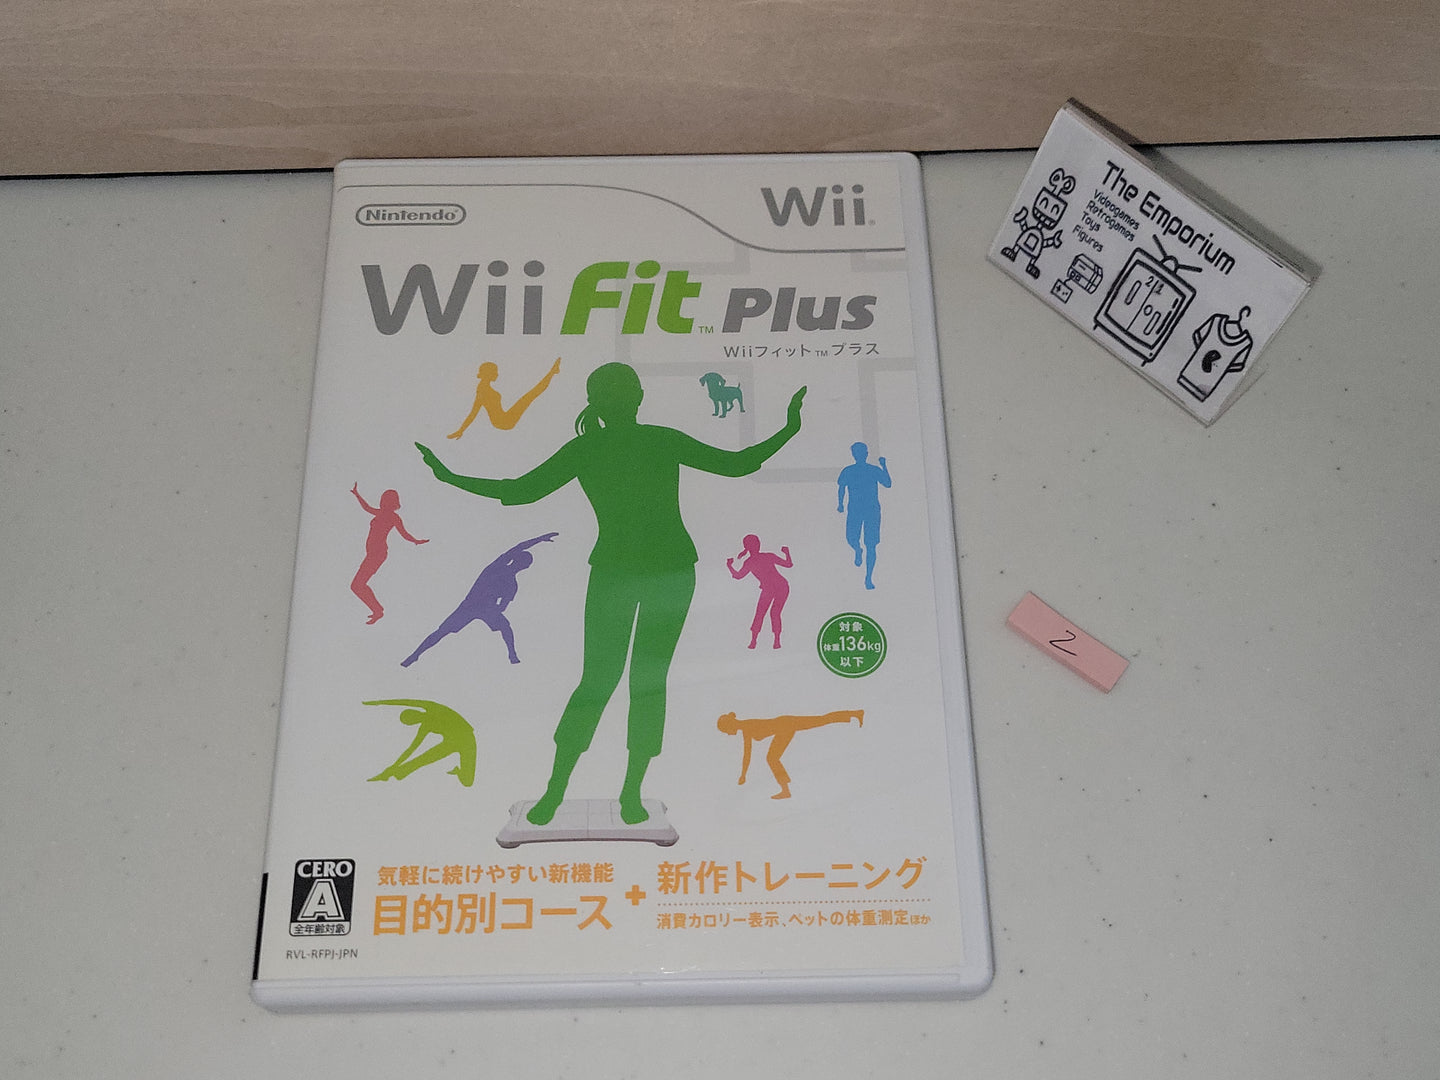 Nintendo
Wii
Wii Fit™ Plus
Wiiフィット™プラス
対象
体重136kg
以下
CERO
A
全年齢対象
RVL-RFPJ-JPN
気軽に続けやすい新機能
目的別コース
+
新作トレーニング
消費カロリー表示、ペットの体重測定ほか
The Emporium
Videogames
Retrogames
Toys
Figures
2